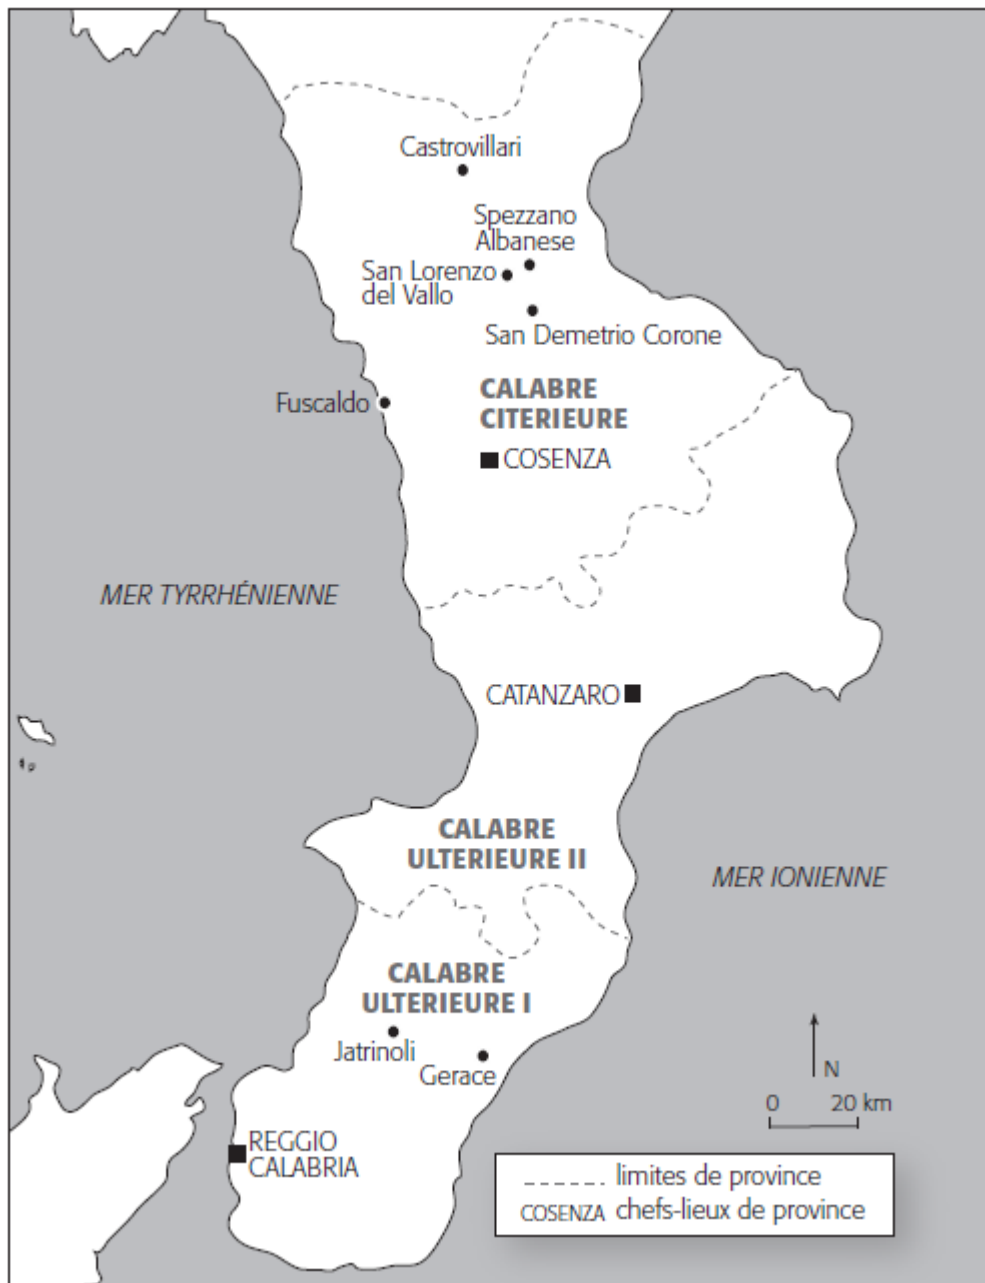 Castrovillari
Spezzano
Albanese
San Lorenzo
del Vallo
San Demetrio Corone
CALABRE
CITERIEURE
Fuscaldo
COSENZA
MER TYRRHÉNIENNE
CATANZARO
CALABRE
ULTERIEURE II
MER IONIENNE
CALABRE
ULTERIEURE I
Jatrinoli
Gerace
N
0 20 km
REGGIO
CALABRIA
limites de province
COSENZA chefs-lieux de province